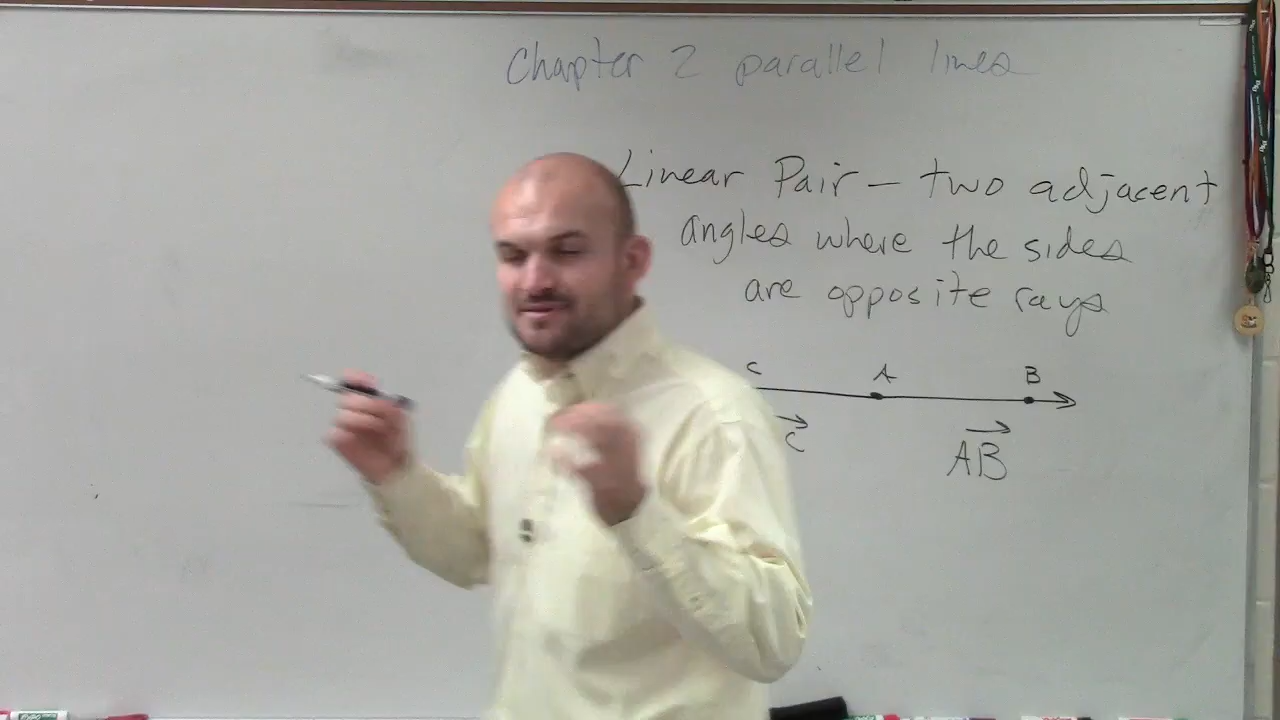 Chapter 2 parallel lines
Linear Pair – two adjacent
angles where the sides
are opposite rays
C A B
C AB